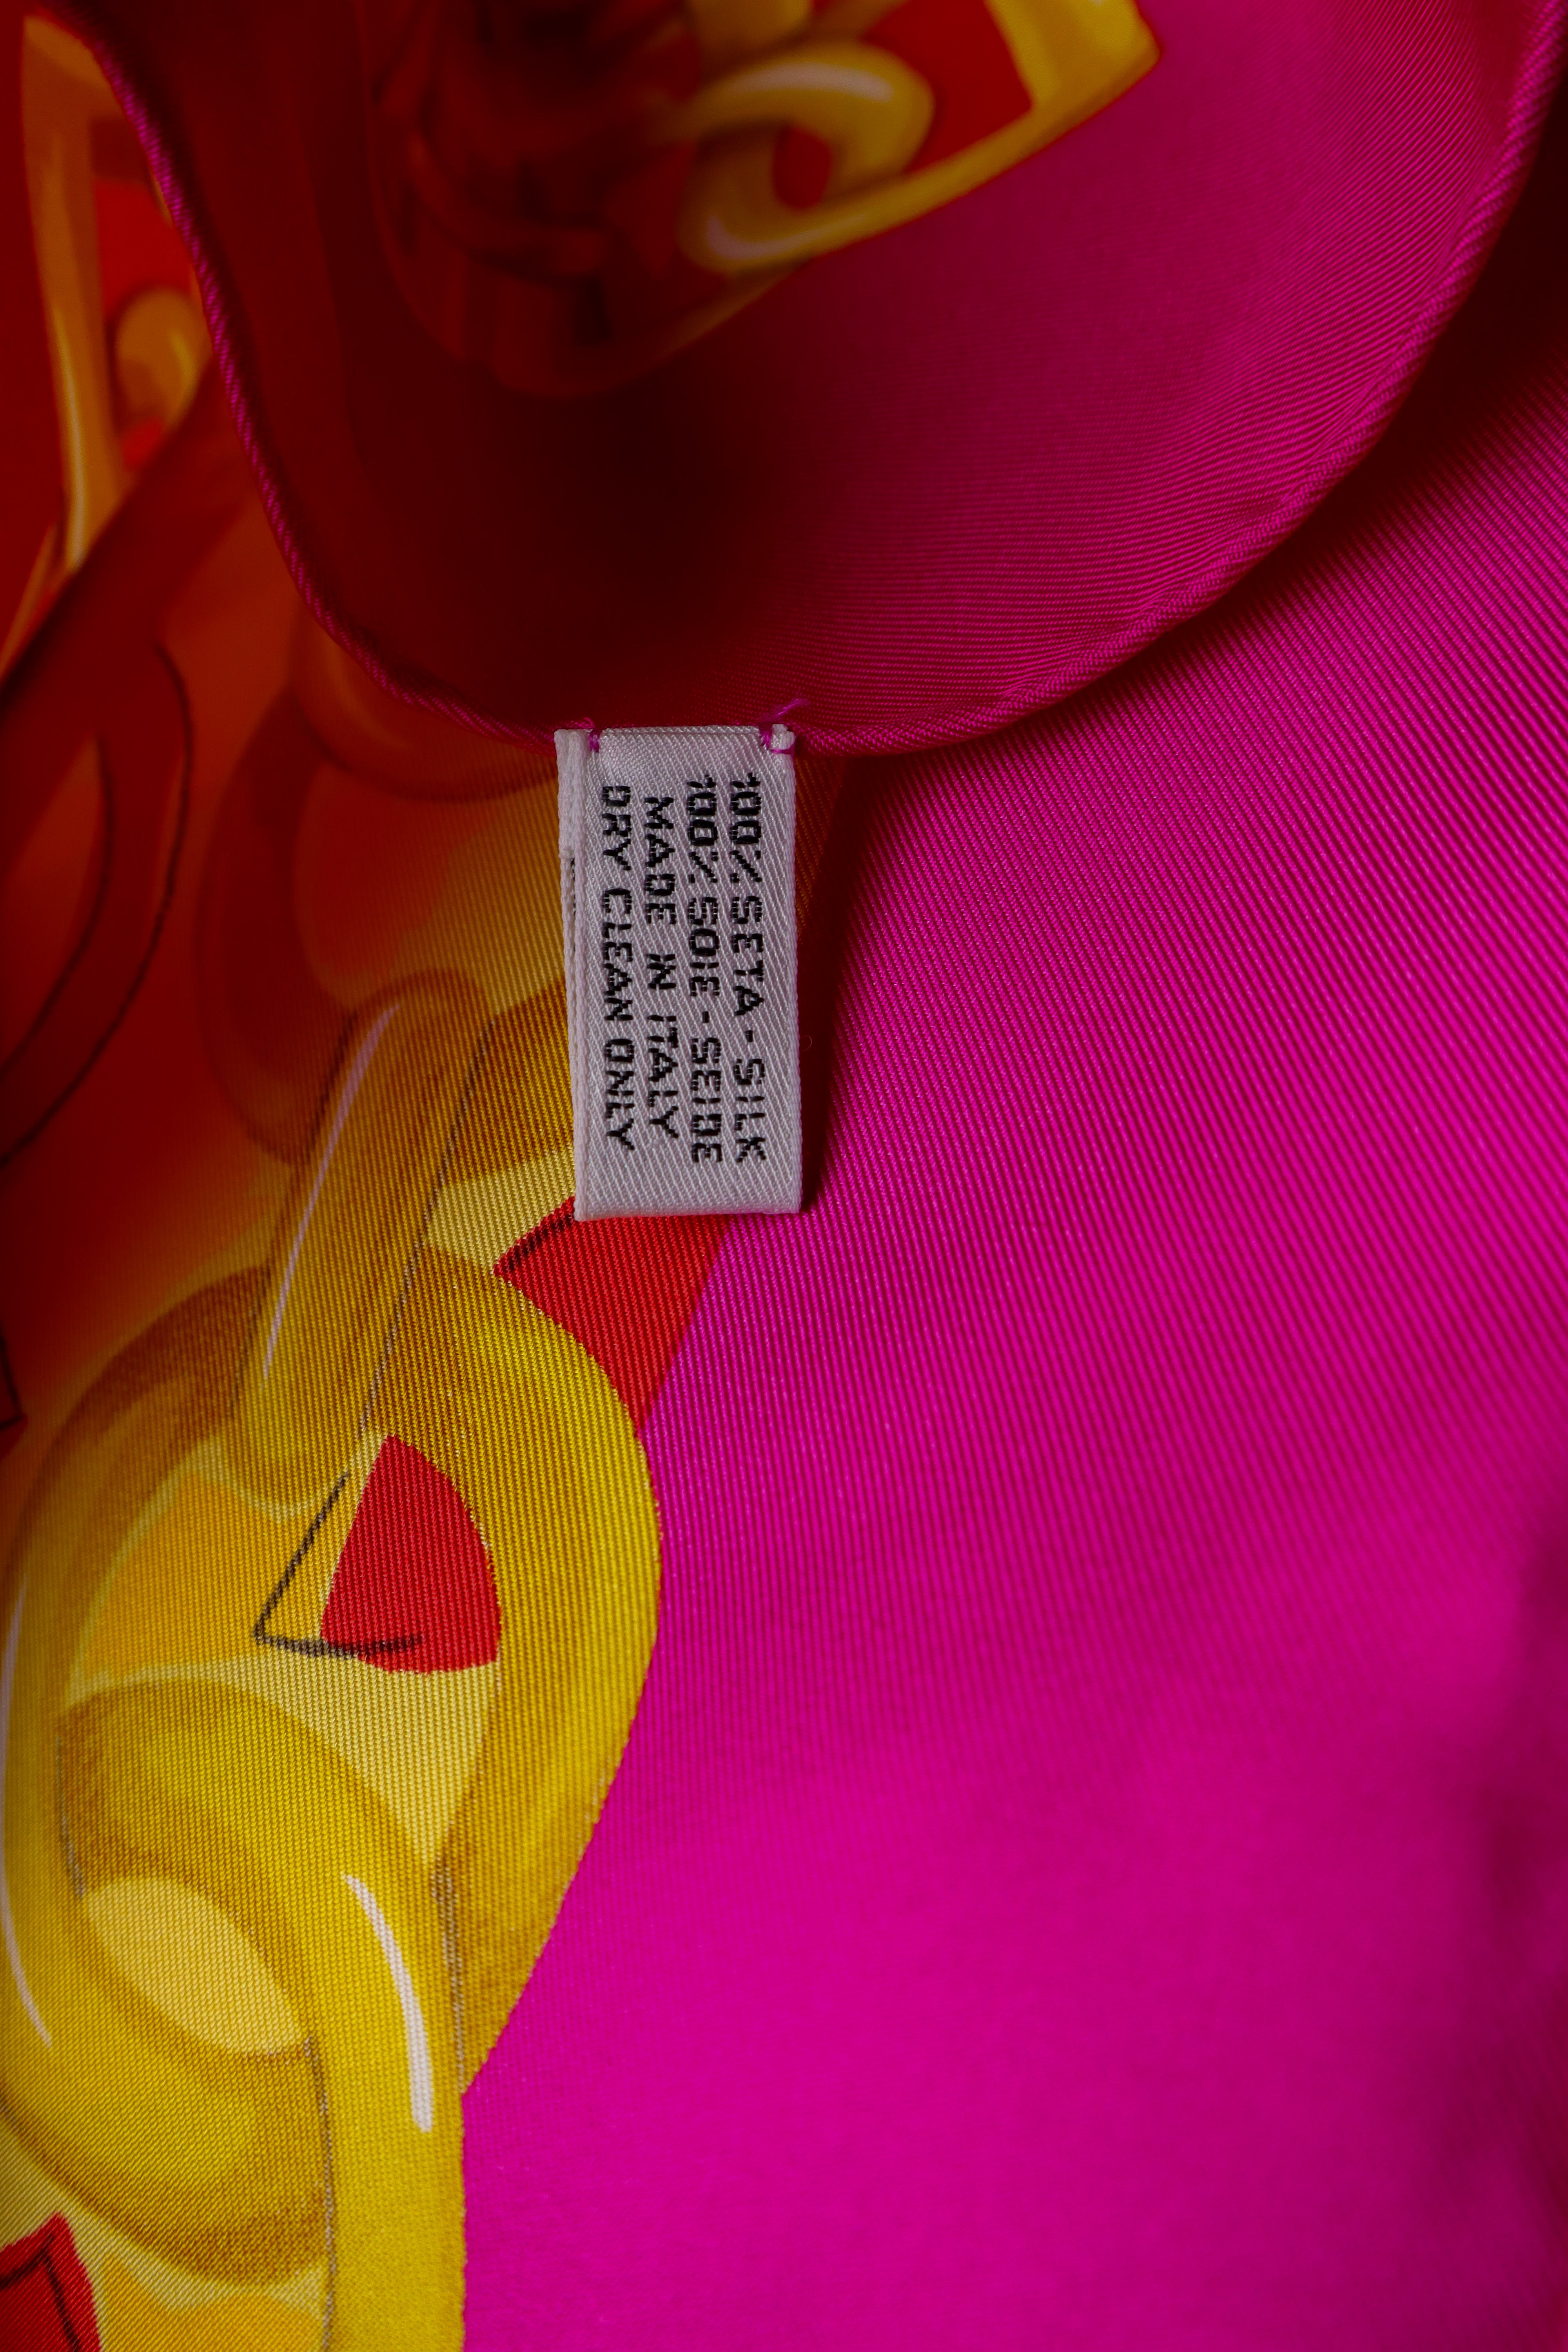 100% SETA - SILK
100% SOIE - SEIDE
MADE IN ITALY
DRY CLEAN ONLY